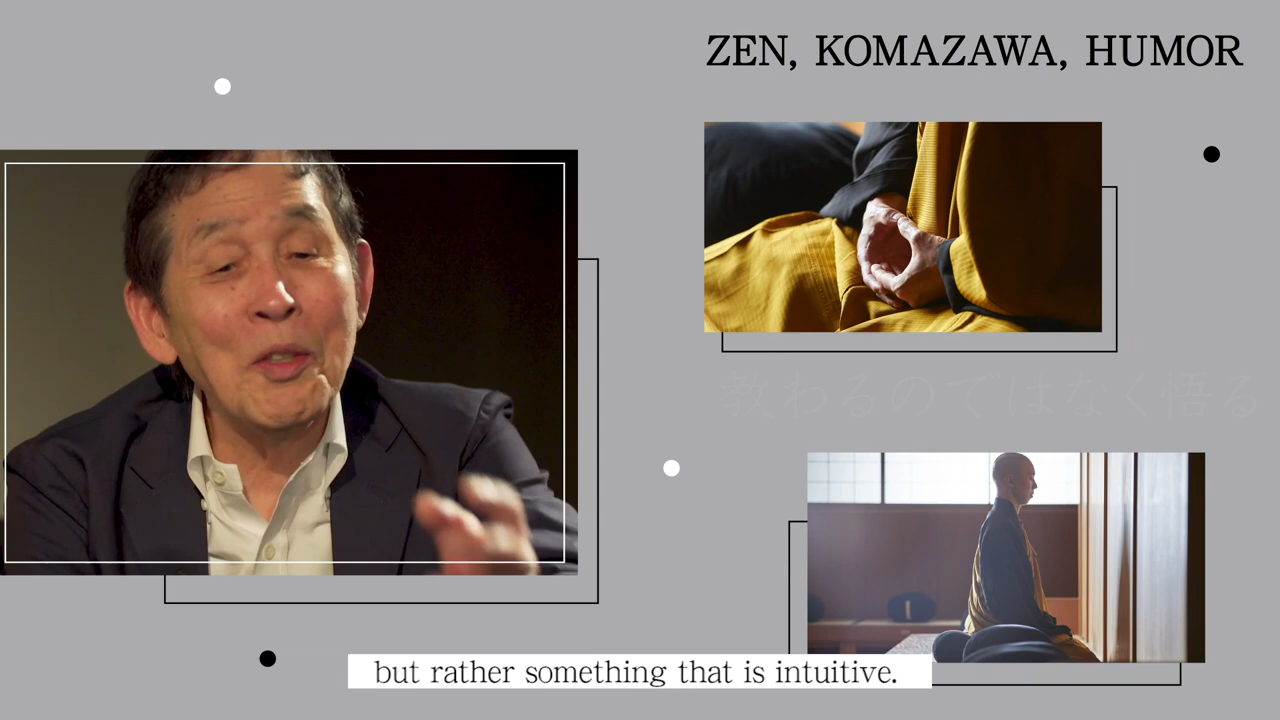 ZEN, KOMAZAWA, HUMOR
教わるのではなく悟る
but rather something that is intuitive.